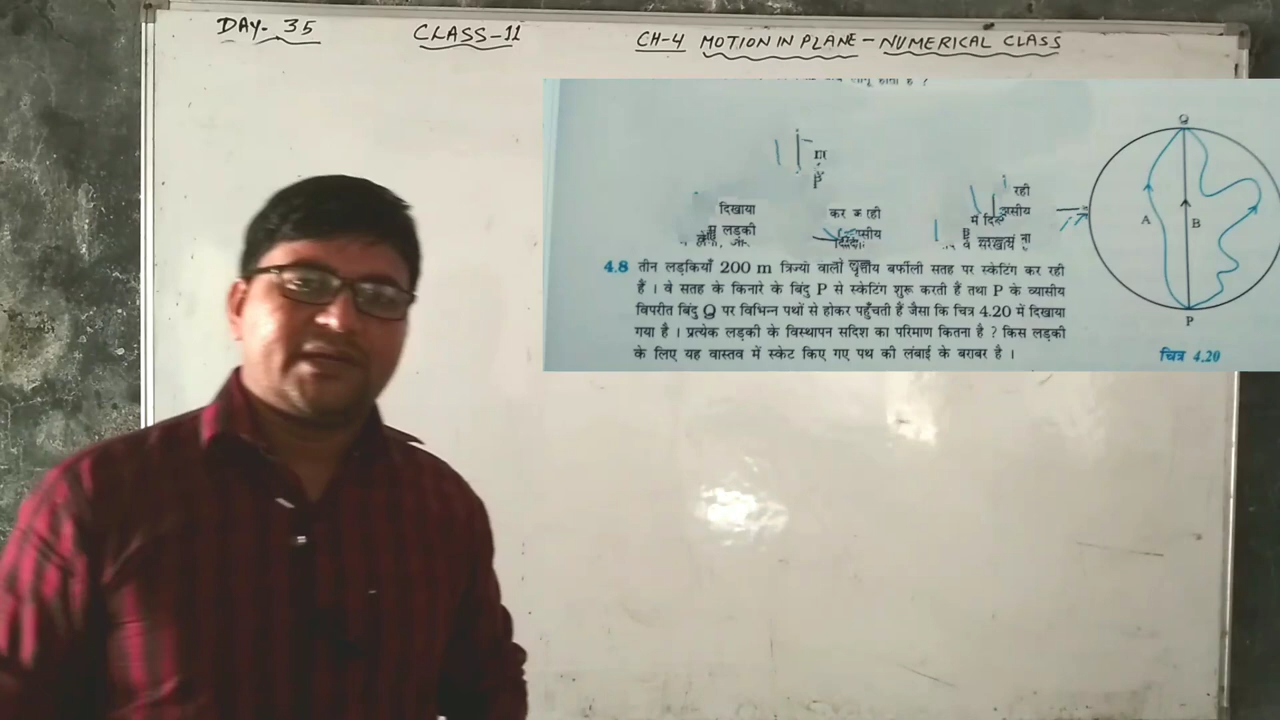 DAY-35
CLASS-11
CH-4 MOTION IN PLANE - NUMERICAL CLASS
Q
दिखाया
कर रही
रही
लड़की
में
A
B
4.8 तीन लड़कियाँ 200 m त्रिज्या वाली वृत्तीय बर्फीली सतह पर स्केटिंग कर रही
हैं । वे सतह के किनारे के बिंदु P से स्केटिंग शुरू करती हैं तथा P के व्यासीय
विपरीत बिंदु Q पर विभिन्न पथों से होकर पहुँचती हैं जैसा कि चित्र 4.20 में दिखाया
गया है । प्रत्येक लड़की के विस्थापन सदिश का परिमाण कितना है ? किस लड़की
के लिए यह वास्तव में स्केट किए गए पथ की लंबाई के बराबर है ।
P
चित्र 4.20